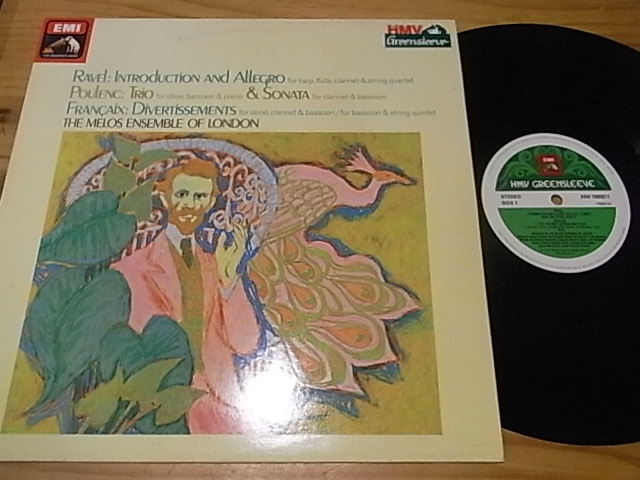 EMI
HMV
Greensleeve
RAVEL: INTRODUCTION AND ALLEGRO for harp, flute, clarinet & string quartet
POULENC: TRIO for oboe, bassoon & piano & SONATA for clarinet & bassoon
FRANÇAIX: DIVERTISSEMENTS for oboe, clarinet & bassoon / for bassoon & string quintet
THE MELOS ENSEMBLE OF LONDON
EMI
HMV GREENSLEEVE
STEREO
SIDE 1